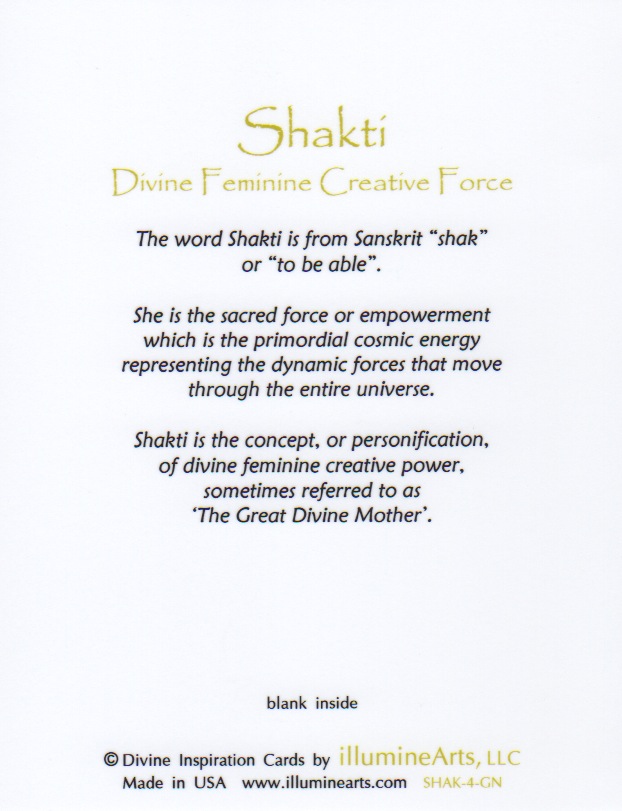 Shakti
Divine Feminine Creative Force
The word Shakti is from Sanskrit “shak”
or “to be able”.
She is the sacred force or empowerment
which is the primordial cosmic energy
representing the dynamic forces that move
through the entire universe.
Shakti is the concept, or personification,
of divine feminine creative power,
sometimes referred to as
‘The Great Divine Mother’.
blank inside
© Divine Inspiration Cards by illumineArts, LLC
Made in USA www.illuminearts.com SHAK-4-GN